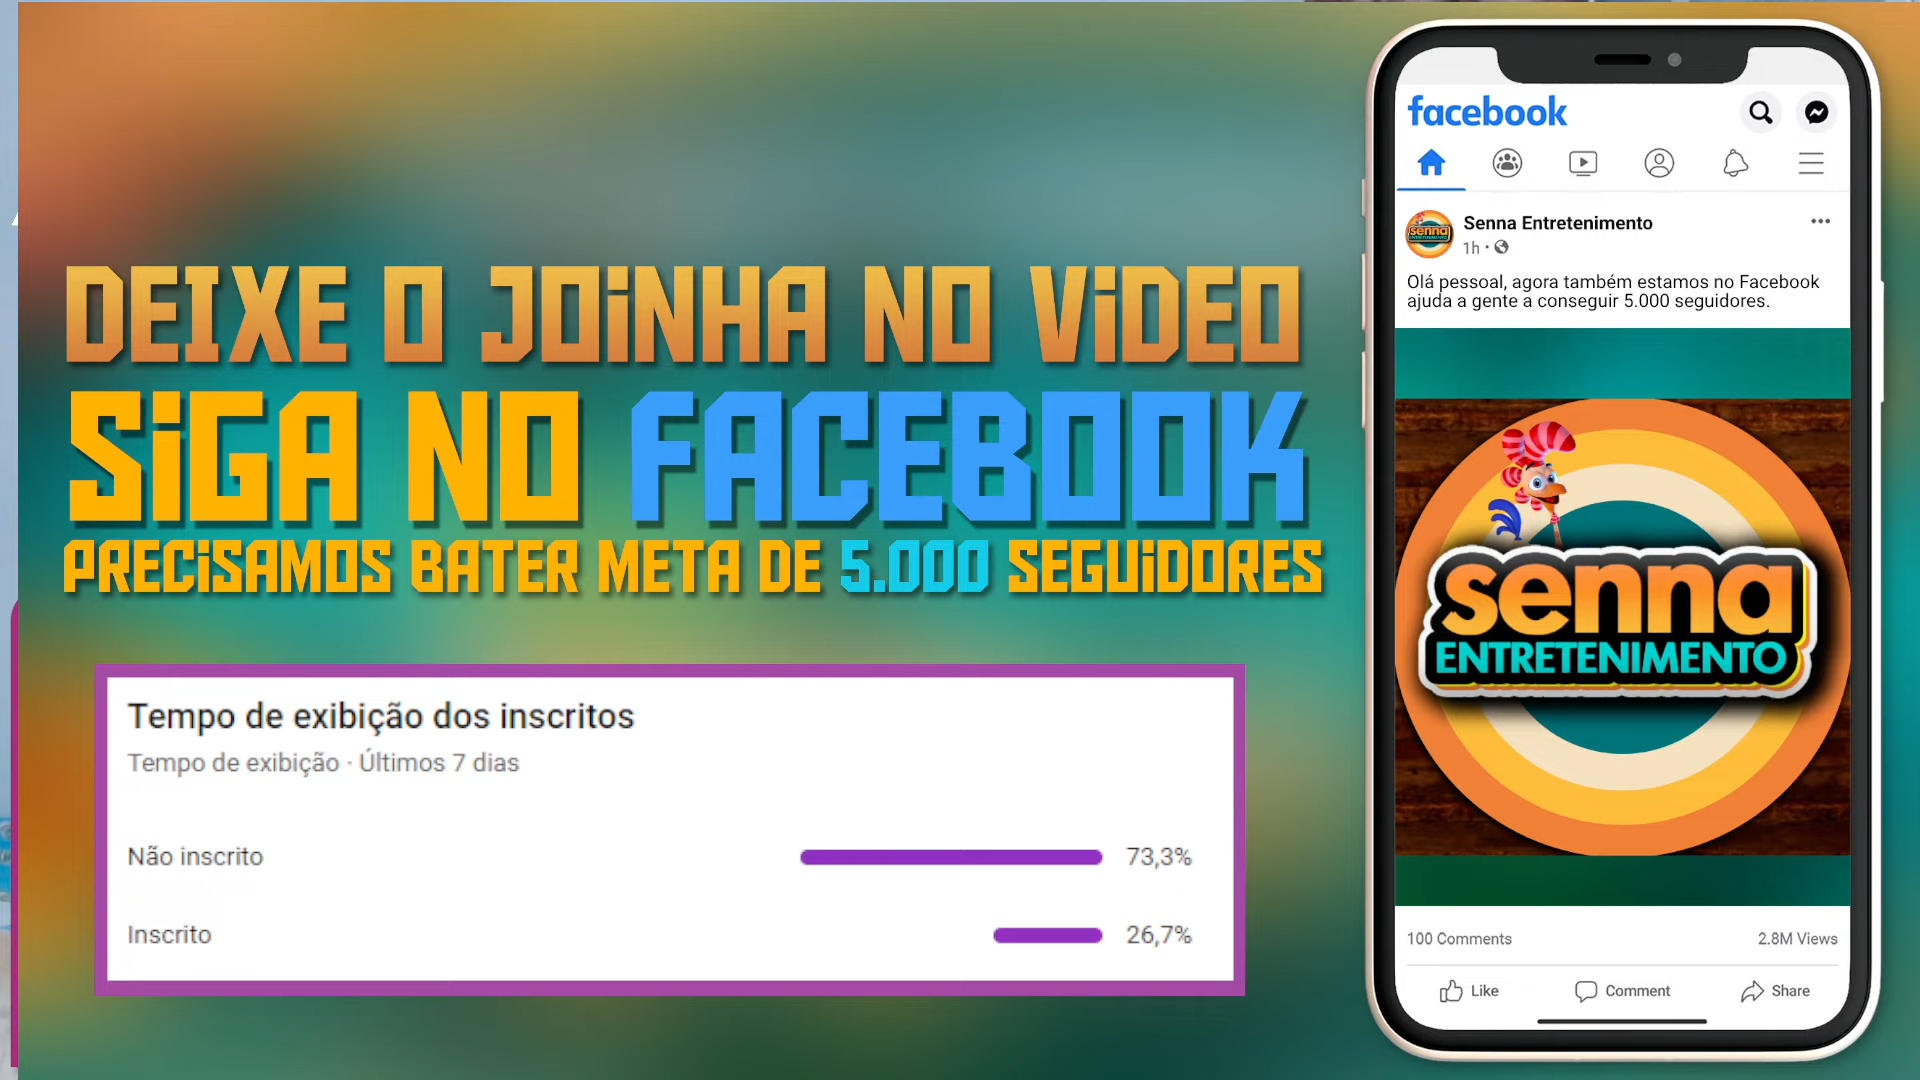 DEIXE O JOiNHA NO ViDEO
SiGA NO FACEBOOK
PRECiSAMOS BATER META DE 5.000 SEGUiDORES
Tempo de exibição dos inscritos
Tempo de exibição · Últimos 7 dias
Não inscrito 73,3%
Inscrito 26,7%
facebook
Senna Entretenimento
1h ·
Olá pessoal, agora também estamos no Facebook
ajuda a gente a conseguir 5.000 seguidores.
senna
ENTRETENIMENTO
100 Comments 2.8M Views
Like Comment Share